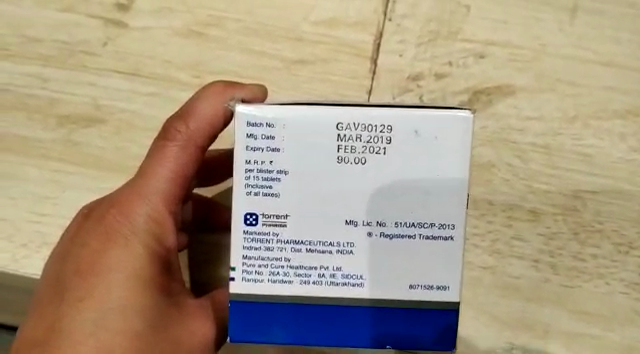 Batch No. : GAV90129
Mfg. Date : MAR.2019
Expiry Date : FEB.2021
M.R.P. ₹ 90.00
per blister strip
of 15 tablets
(Inclusive
of all taxes)
torrent
PHARMA
Mfg. Lic. No. : 51/UA/SC/P-2013
® - Registered Trademark
Marketed by :
TORRENT PHARMACEUTICALS LTD.
Indrad-382 721, Dist. Mehsana, INDIA.
Manufactured by :
Pure and Cure Healthcare Pvt. Ltd.
Plot No. 26A-30, Sector - 8A, IIE, SIDCUL,
Ranipur, Haridwar - 249 403 (Uttarakhand)
8071526-9091